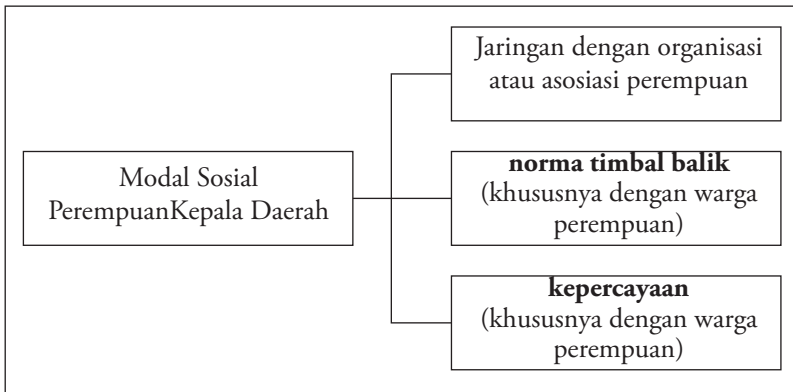 Modal Sosial
PerempuanKepala Daerah
Jaringan dengan organisasi
atau asosiasi perempuan
norma timbal balik
(khususnya dengan warga
perempuan)
kepercayaan
(khususnya dengan warga
perempuan)